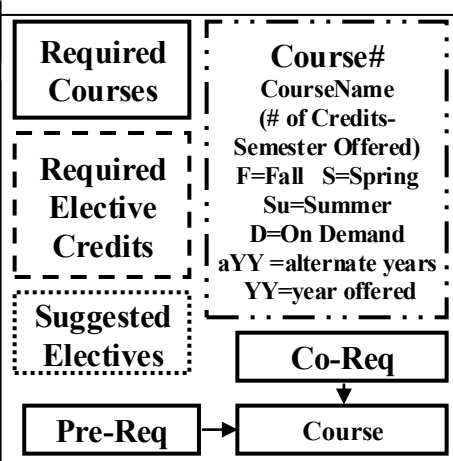 Required
Courses
Required
Elective
Credits
Suggested
Electives
Course#
CourseName
(# of Credits-
Semester Offered)
F=Fall S=Spring
Su=Summer
D=On Demand
aYY =alternate years
YY=year offered
Co-Req
Pre-Req
Course